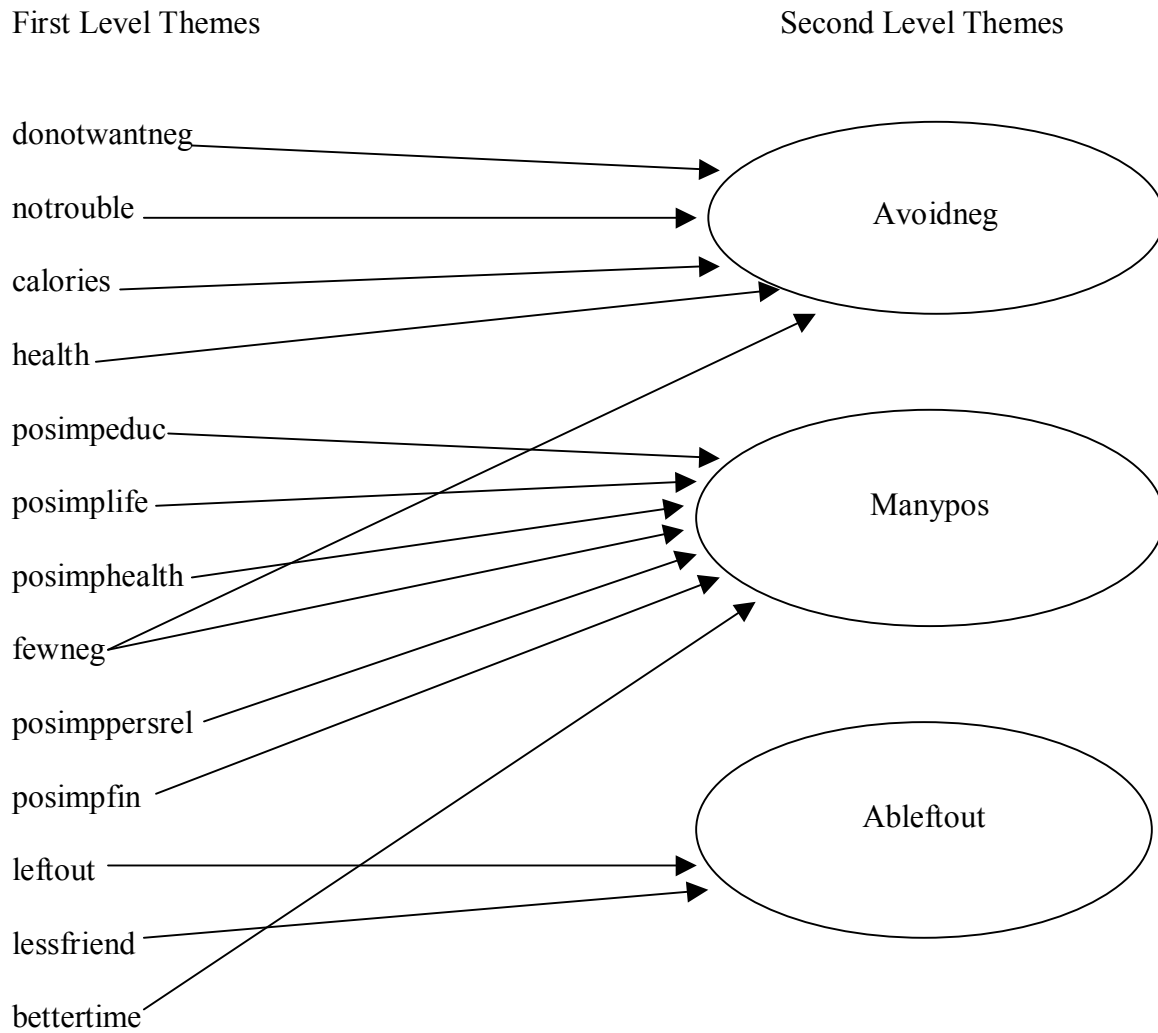 First Level Themes
Second Level Themes
donotwantneg
notrouble
Avoidneg
calories
health
posimpeduc
posimplife
Manypos
posimphealth
fewneg
posimppersrel
posimpfin
Ableftout
leftout
lessfriend
bettertime